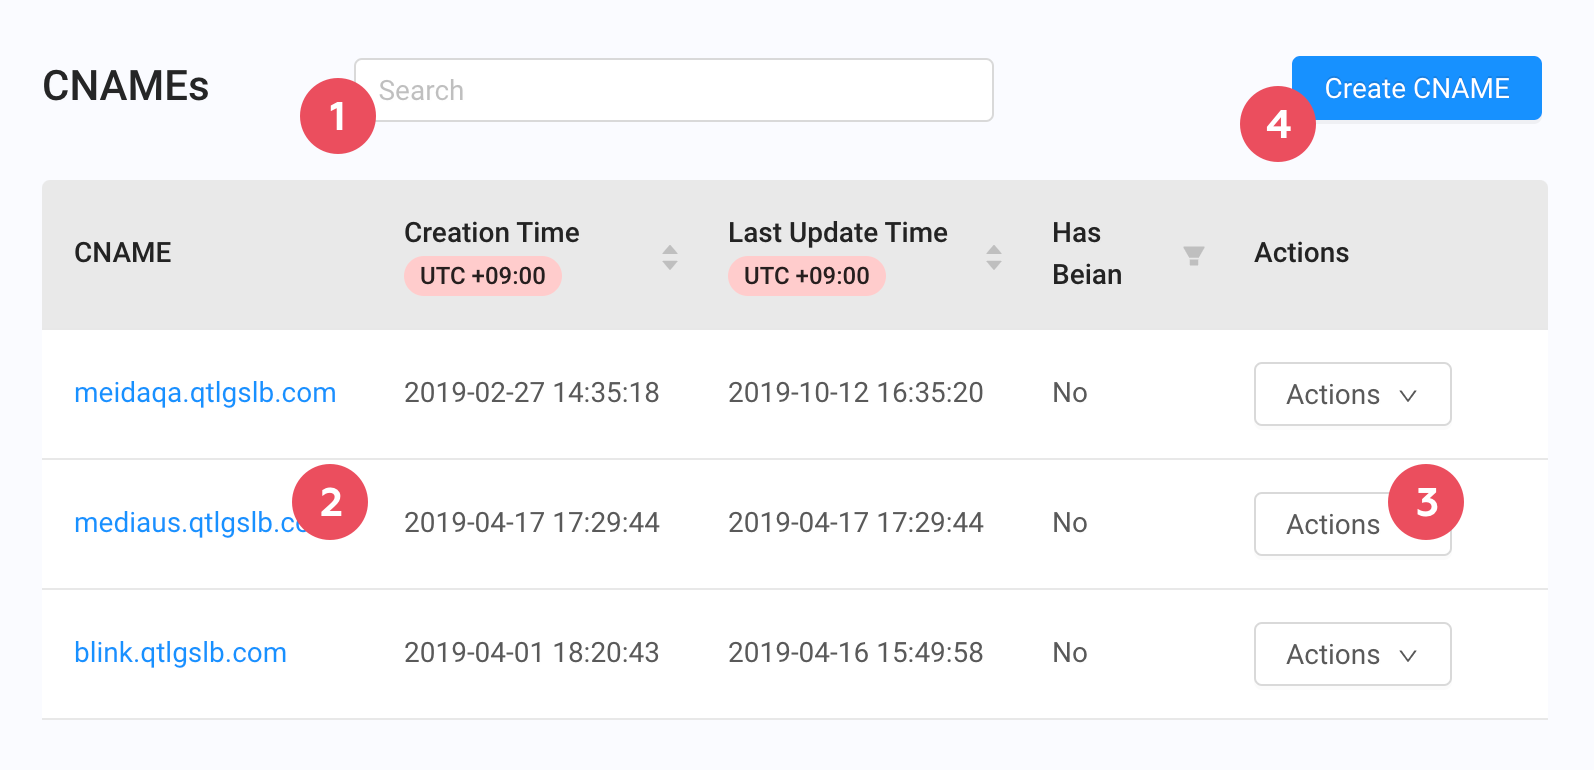 CNAMEs
1
Search
4
Create CNAME
CNAME
Creation Time
UTC +09:00
Last Update Time
UTC +09:00
Has
Beian
Actions
meidaqa.qtlgslb.com 2019-02-27 14:35:18 2019-10-12 16:35:20 No Actions
mediaus.qtlgslb.co 2 2019-04-17 17:29:44 2019-04-17 17:29:44 No Actions 3
blink.qtlgslb.com 2019-04-01 18:20:43 2019-04-16 15:49:58 No Actions